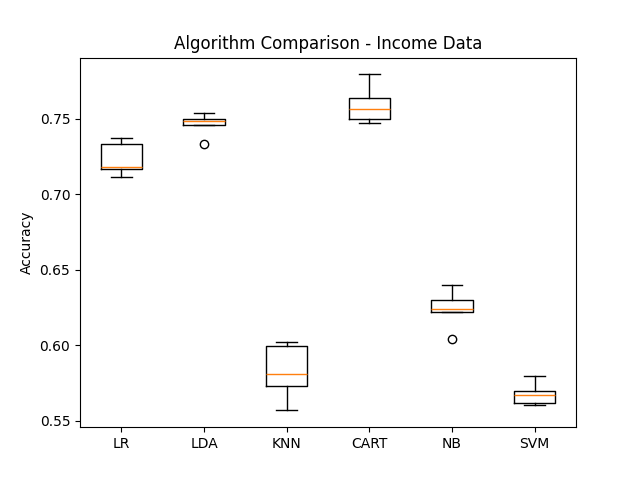 Algorithm Comparison - Income Data
Accuracy
0.75
0.70
0.65
0.60
0.55
LR LDA KNN CART NB SVM